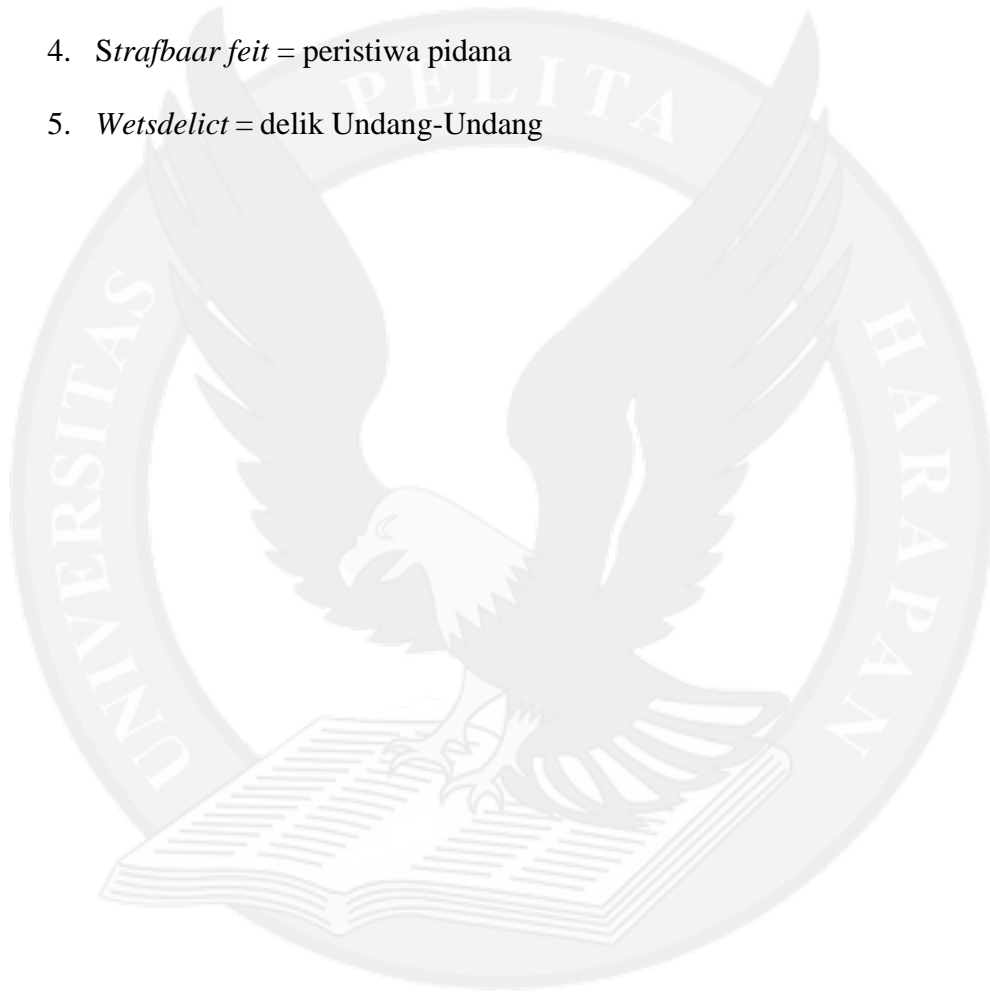 4. Strafbaar feit = peristiwa pidana
5. Wetsdelict = delik Undang-Undang
UNIVERSITAS PELITA HARAPAN